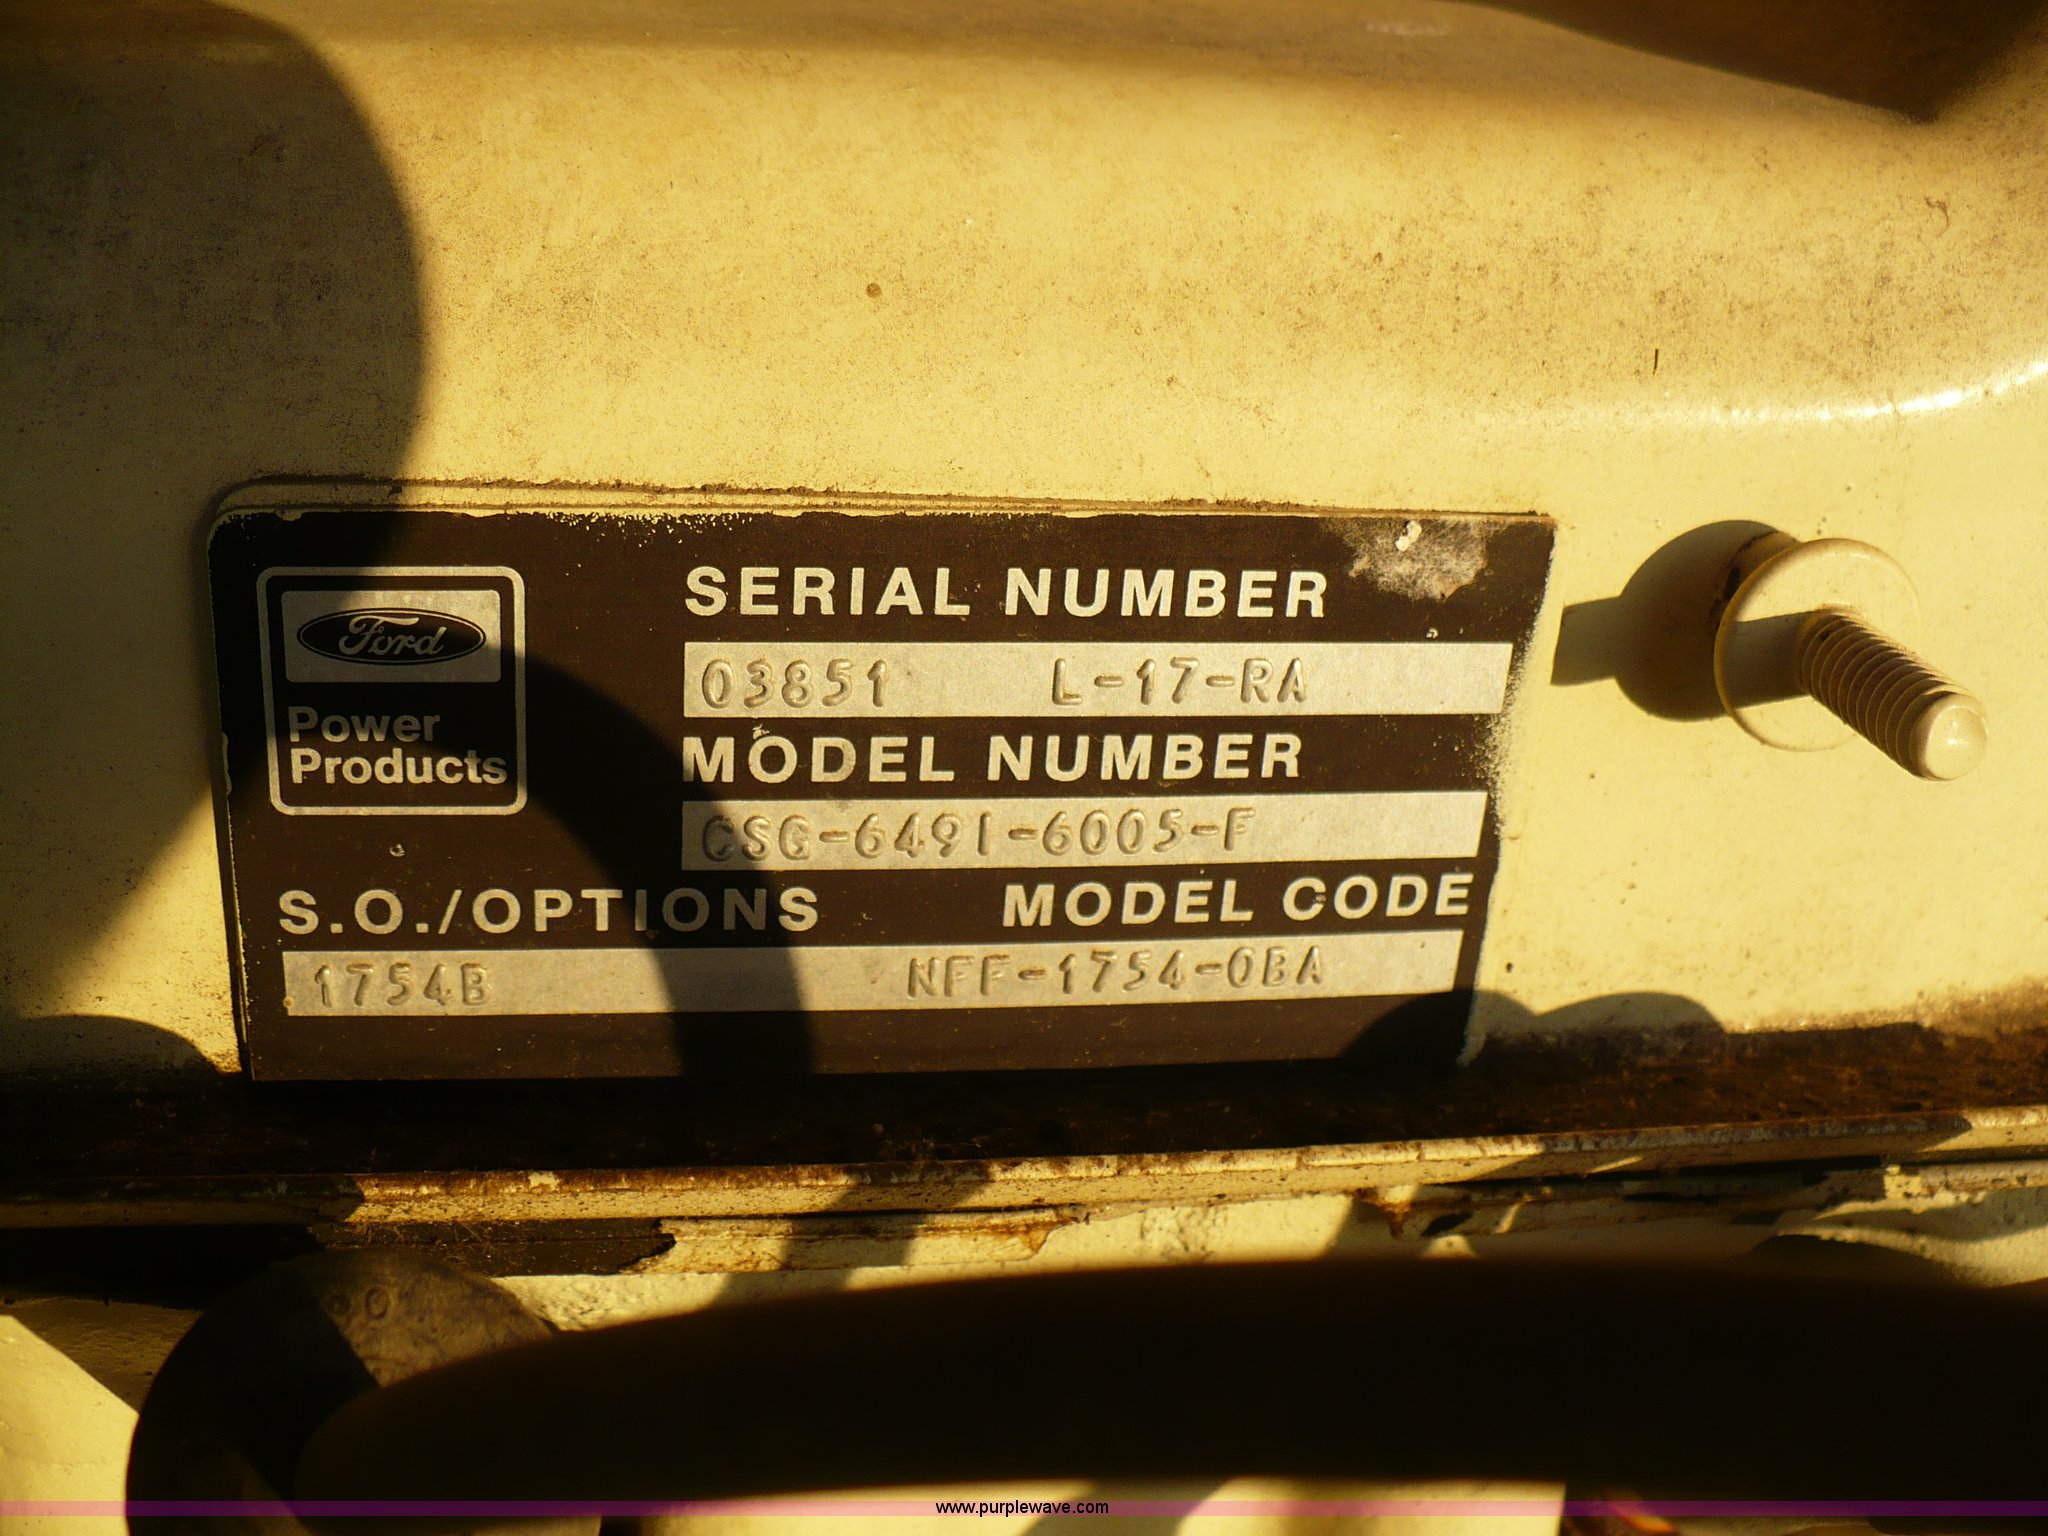 Ford
Power
Products
SERIAL NUMBER
03851 L-17-RA
MODEL NUMBER
CSG-6491-6005-F
S.O./OPTIONS MODEL CODE
1754B NFF-1754-0BA
www.purplewave.com